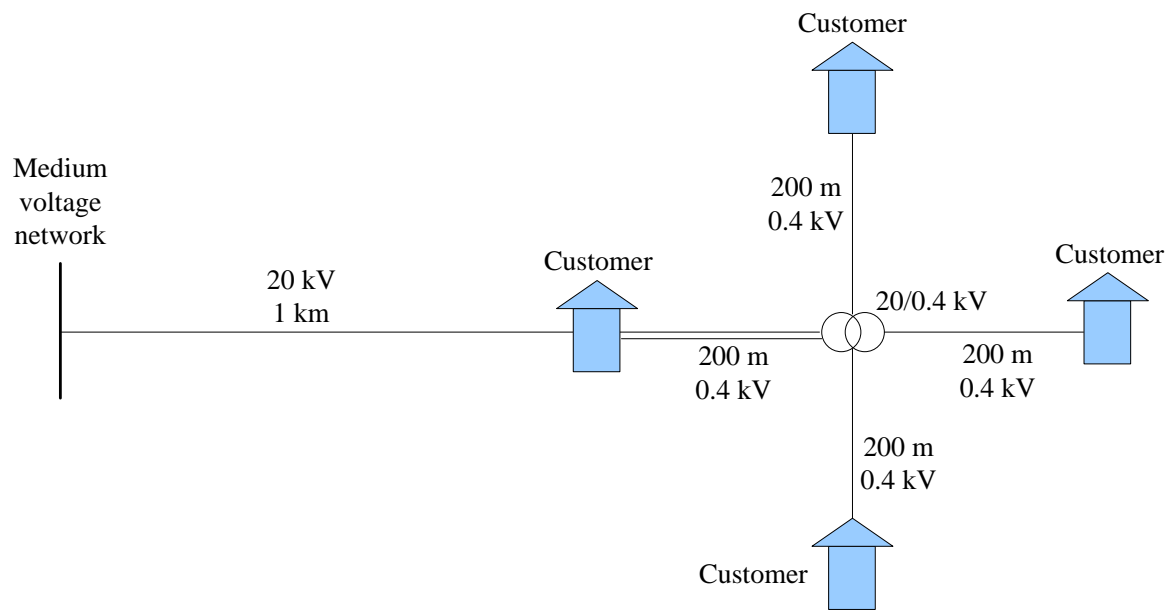 Customer
Medium
voltage
network
200 m
0.4 kV
Customer
Customer
20 kV
1 km
20/0.4 kV
200 m
0.4 kV
200 m
0.4 kV
200 m
0.4 kV
Customer